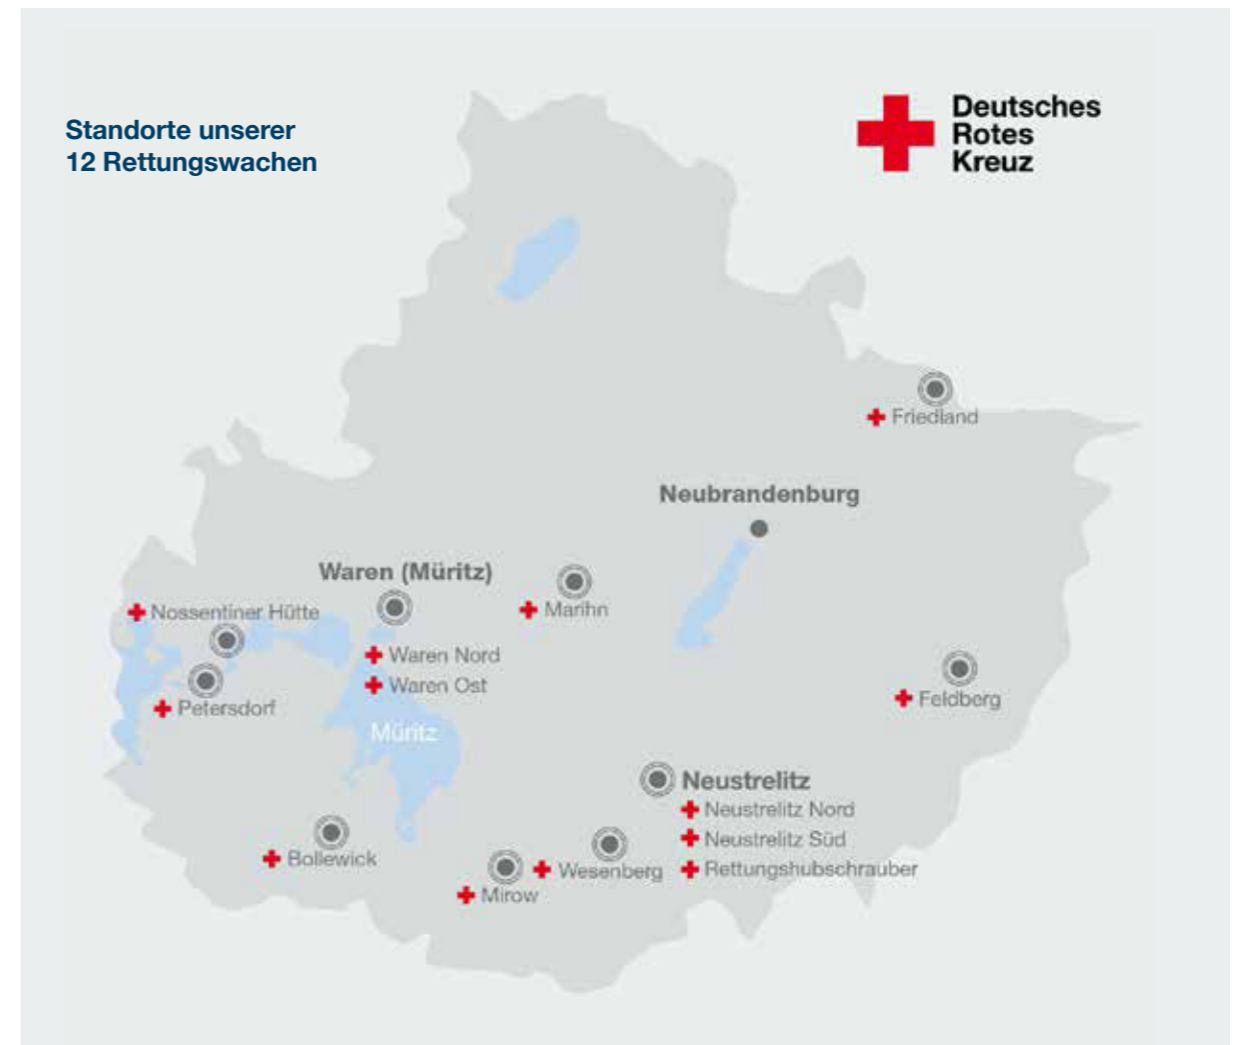 Standorte unserer
12 Rettungswachen
Deutsches
Rotes
Kreuz
Friedland
Neubrandenburg
Waren (Müritz)
Marihn
Nossentiner Hütte
Waren Nord
Waren Ost
Petersdorf
Feldberg
Müritz
Neustrelitz
Neustrelitz Nord
Neustrelitz Süd
Rettungshubschrauber
Bollewick
Wesenberg
Mirow